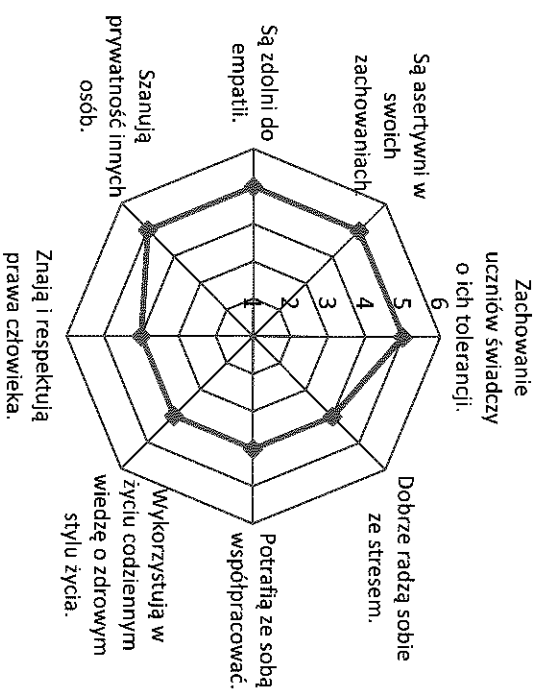 Zachowanie
uczniów świadczy
o ich tolerancji.
Dobrze radzą sobie
ze stresem.
Potrafią ze sobą
współpracować.
Wykorzystują w
życiu codziennym
wiedzę o zdrowym
stylu życia.
Znają i respektują
prawa człowieka.
Szanują
prywatność innych
osób.
Są zdolni do
empatii.
Są asertywni w
swoich
zachowaniach.
6
5
4
3
2
1